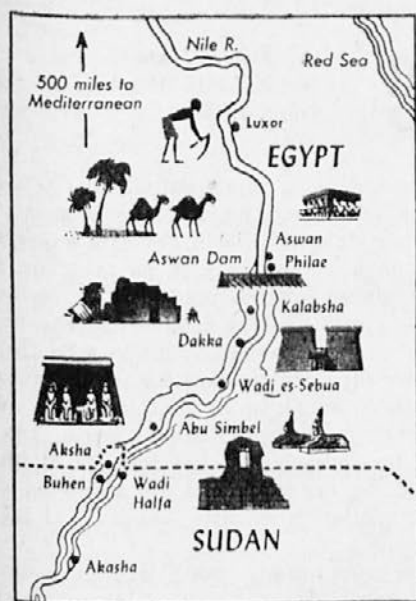 Nile R.
Red Sea
500 miles to
Mediterranean
Luxor
EGYPT
Aswan
Aswan Dam
Philae
Kalabsha
Dakka
Wadi es-Sebua
Abu Simbel
Aksha
Buhen
Wadi
Halfa
SUDAN
Akasha